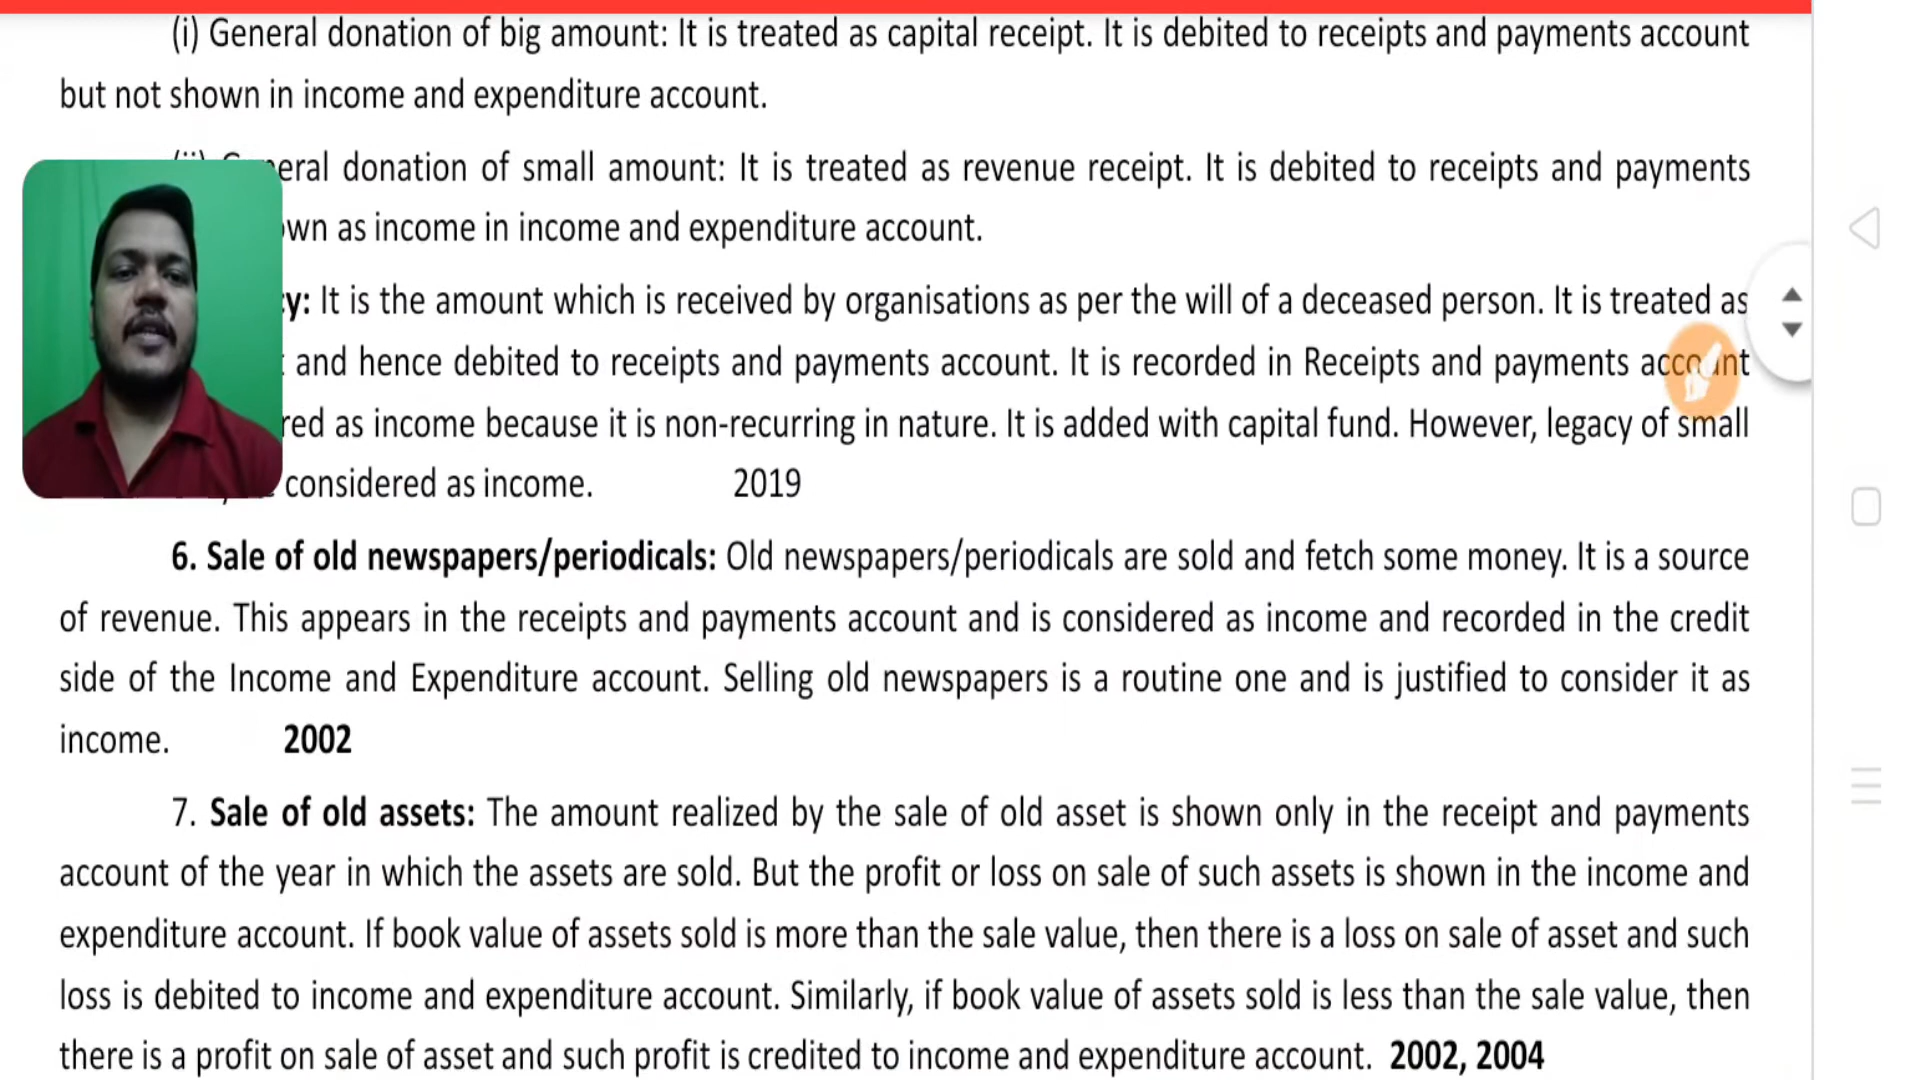 (i) General donation of big amount: It is treated as capital receipt. It is debited to receipts and payments account
but not shown in income and expenditure account.
donation of small amount: It is treated as revenue receipt. It is debited to receipts and payments
as income in income and expenditure account.
It is the amount which is received by organisations as per the will of a deceased person. It is treated as
and hence debited to receipts and payments account. It is recorded in Receipts and payments account
as income because it is non-recurring in nature. It is added with capital fund. However, legacy of small
considered as income. 2019
6. Sale of old newspapers/periodicals: Old newspapers/periodicals are sold and fetch some money. It is a source
of revenue. This appears in the receipts and payments account and is considered as income and recorded in the credit
side of the Income and Expenditure account. Selling old newspapers is a routine one and is justified to consider it as
income. 2002
7. Sale of old assets: The amount realized by the sale of old asset is shown only in the receipt and payments
account of the year in which the assets are sold. But the profit or loss on sale of such assets is shown in the income and
expenditure account. If book value of assets sold is more than the sale value, then there is a loss on sale of asset and such
loss is debited to income and expenditure account. Similarly, if book value of assets sold is less than the sale value, then
there is a profit on sale of asset and such profit is credited to income and expenditure account. 2002, 2004